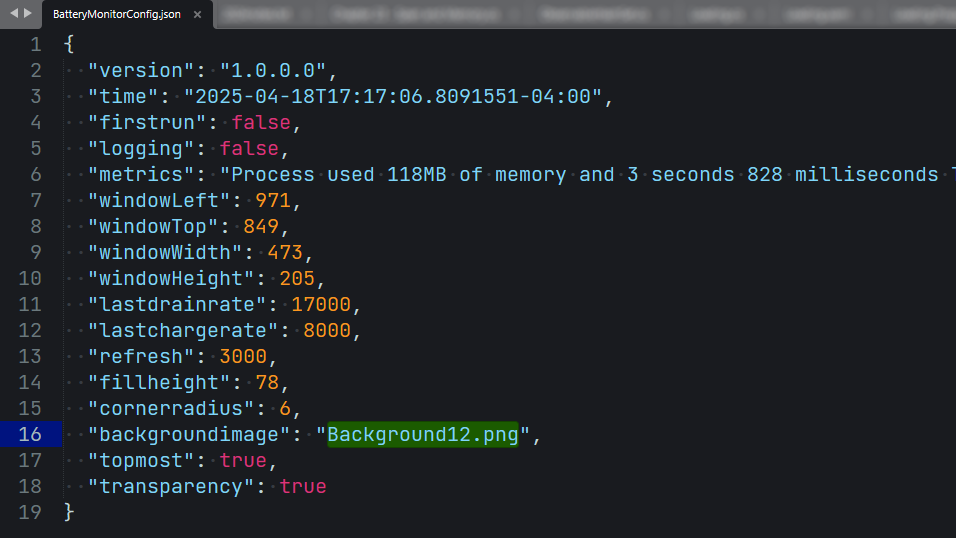 BatteryMonitorConfig.json ×
1 {
2 "version": "1.0.0.0",
3 "time": "2025-04-18T17:17:06.8091551-04:00",
4 "firstrun": false,
5 "logging": false,
6 "metrics": "Process used 118MB of memory and 3 seconds 828 milliseconds
7 "windowLeft": 971,
8 "windowTop": 849,
9 "windowWidth": 473,
10 "windowHeight": 205,
11 "lastdrainrate": 17000,
12 "lastchargerate": 8000,
13 "refresh": 3000,
14 "fillheight": 78,
15 "cornerradius": 6,
16 "backgroundimage": "Background12.png",
17 "topmost": true,
18 "transparency": true
19 }